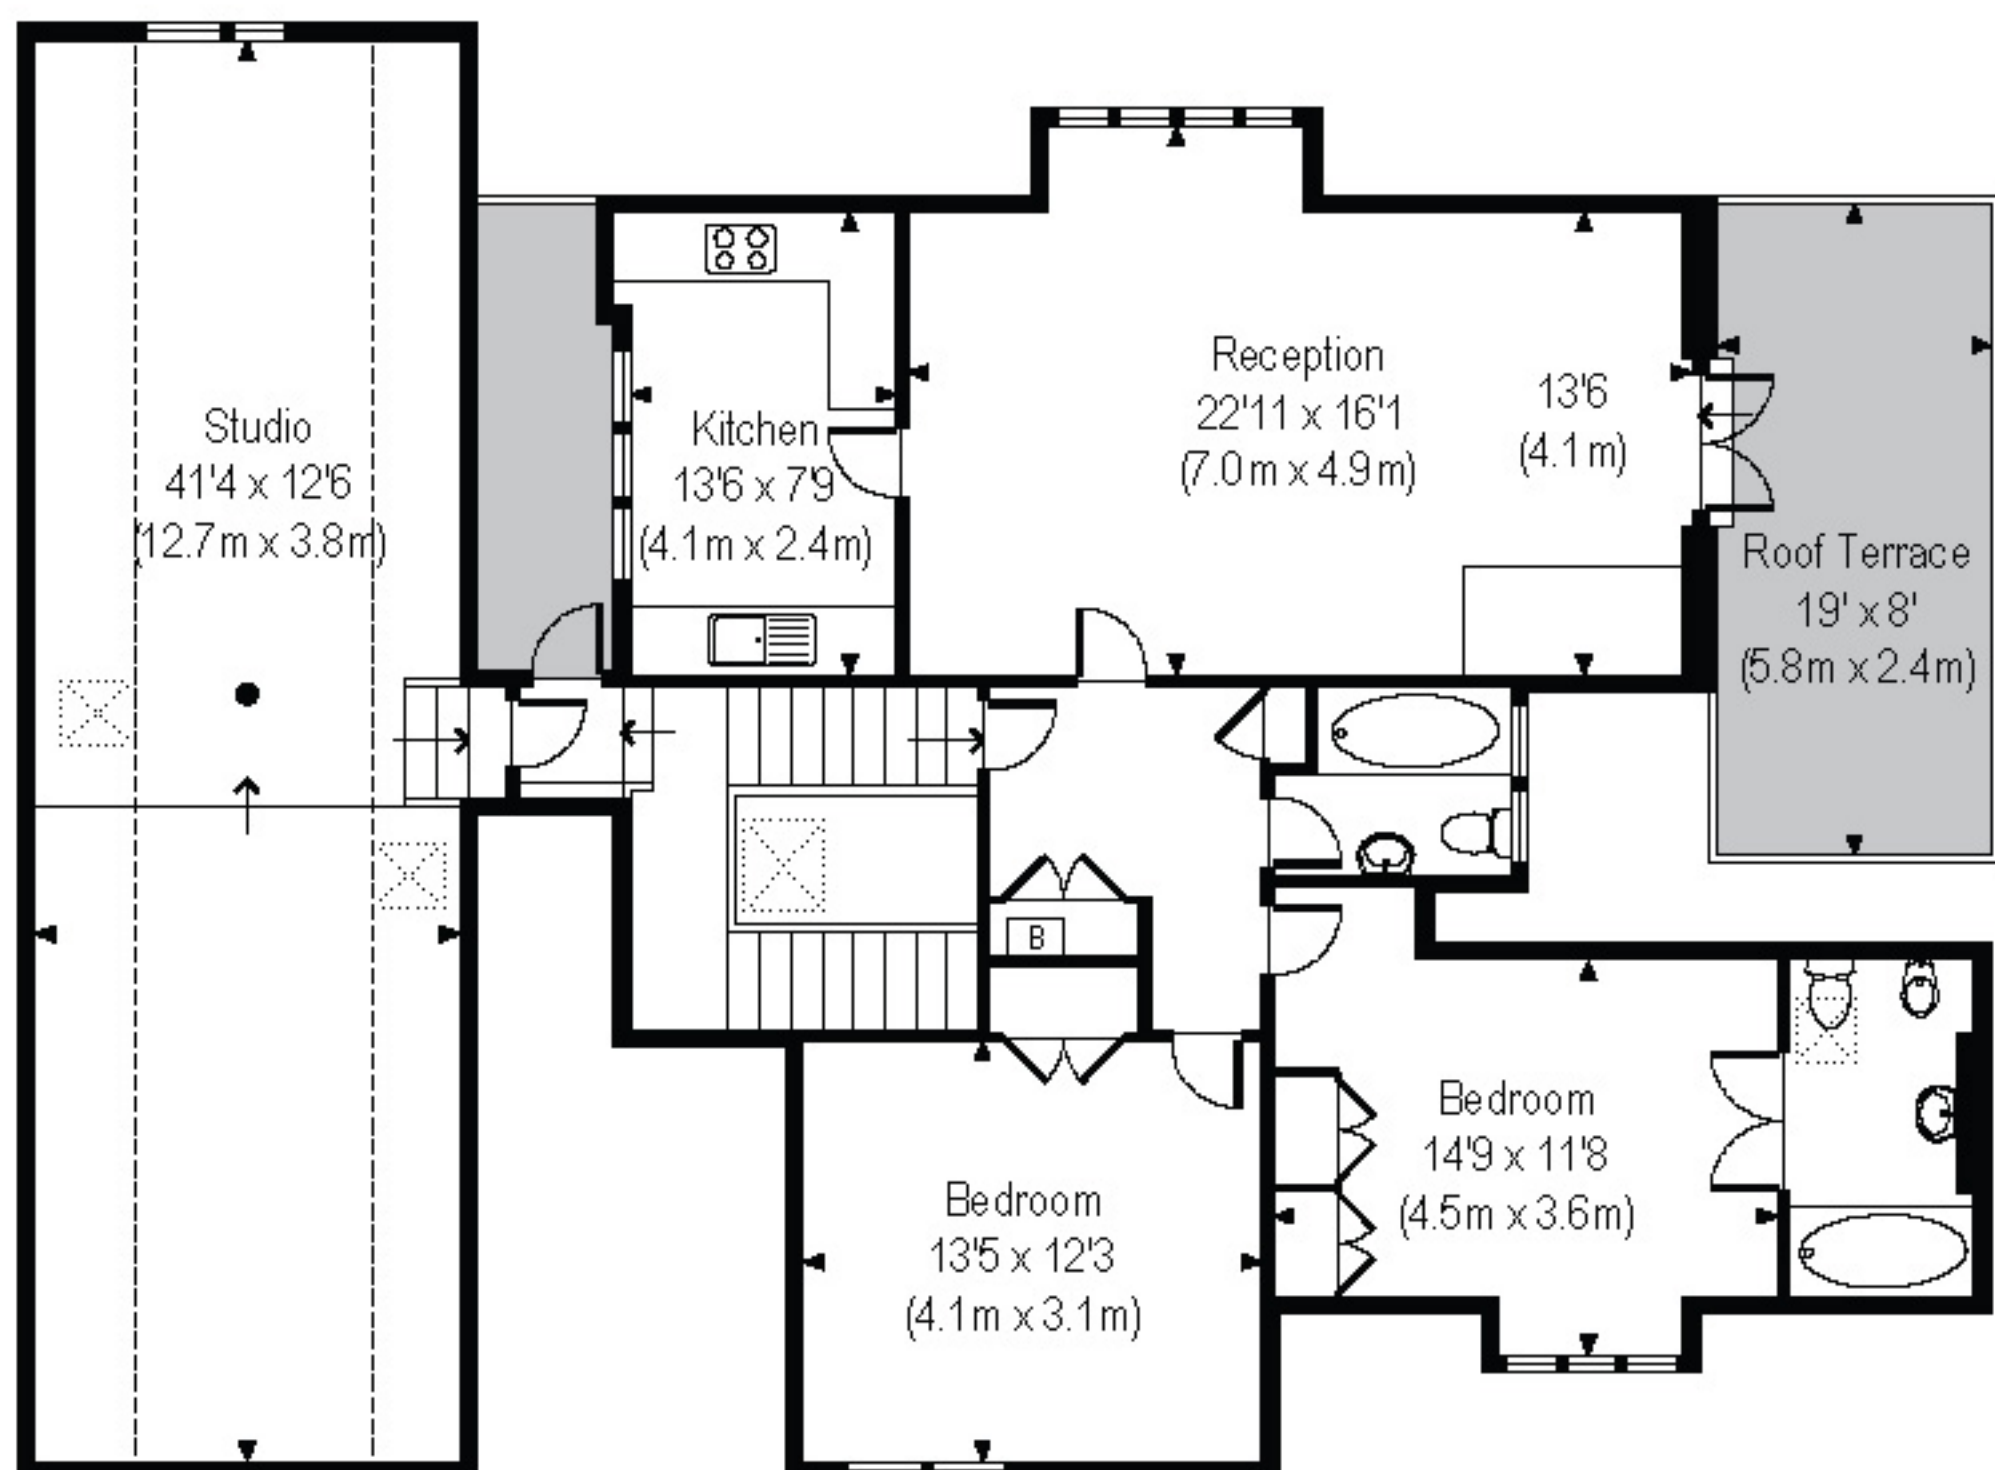 Studio
41'4 x 12'6
(12.7m x 3.8m)
Kitchen
13'6 x 7'9
(4.1m x 2.4m)
Reception
22'11 x 16'1
(7.0m x 4.9m)
13'6
(4.1m)
Roof Terrace
19' x 8'
(5.8m x 2.4m)
B
Bedroom
13'5 x 12'3
(4.1m x 3.1m)
Bedroom
14'9 x 11'8
(4.5m x 3.6m)